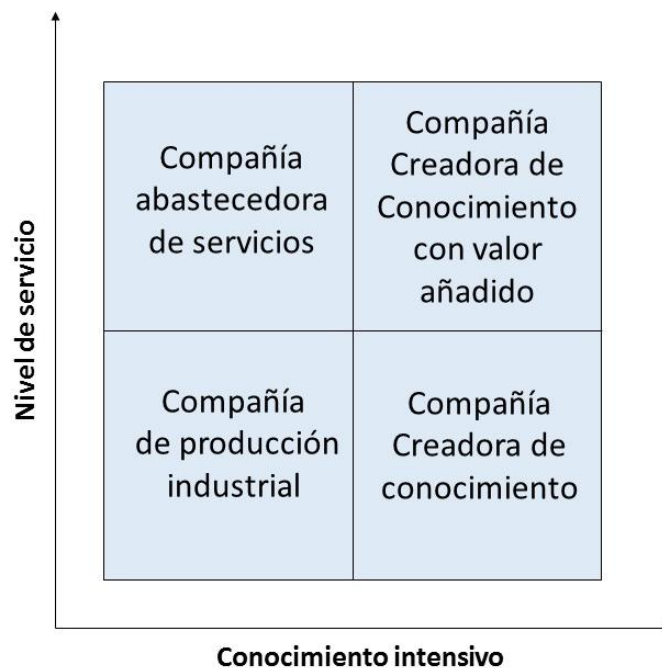 Nivel de servicio
Compañía
abastecedora
de servicios
Compañía
Creadora de
Conocimiento
con valor
añadido
Compañía
de producción
industrial
Compañía
Creadora de
conocimiento
Conocimiento intensivo